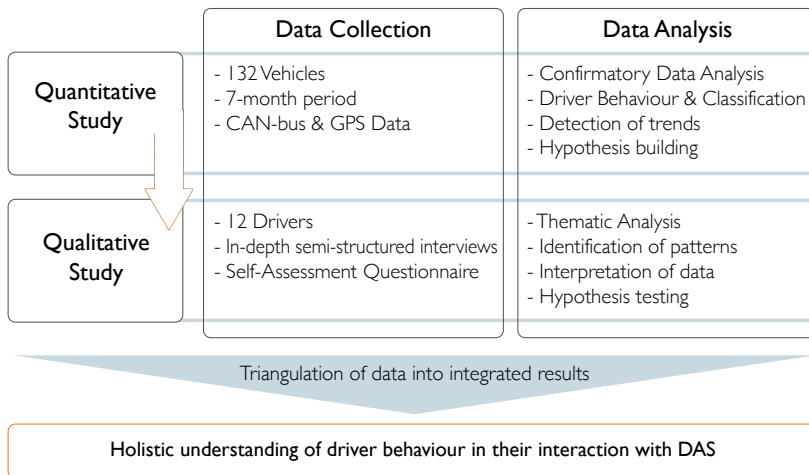 Data Collection
Data Analysis
Quantitative
Study
- 132 Vehicles
- 7-month period
- CAN-bus & GPS Data
- Confirmatory Data Analysis
- Driver Behaviour & Classification
- Detection of trends
- Hypothesis building
Qualitative
Study
- 12 Drivers
- In-depth semi-structured interviews
- Self-Assessment Questionnaire
- Thematic Analysis
- Identification of patterns
- Interpretation of data
- Hypothesis testing
Triangulation of data into integrated results
Holistic understanding of driver behaviour in their interaction with DAS